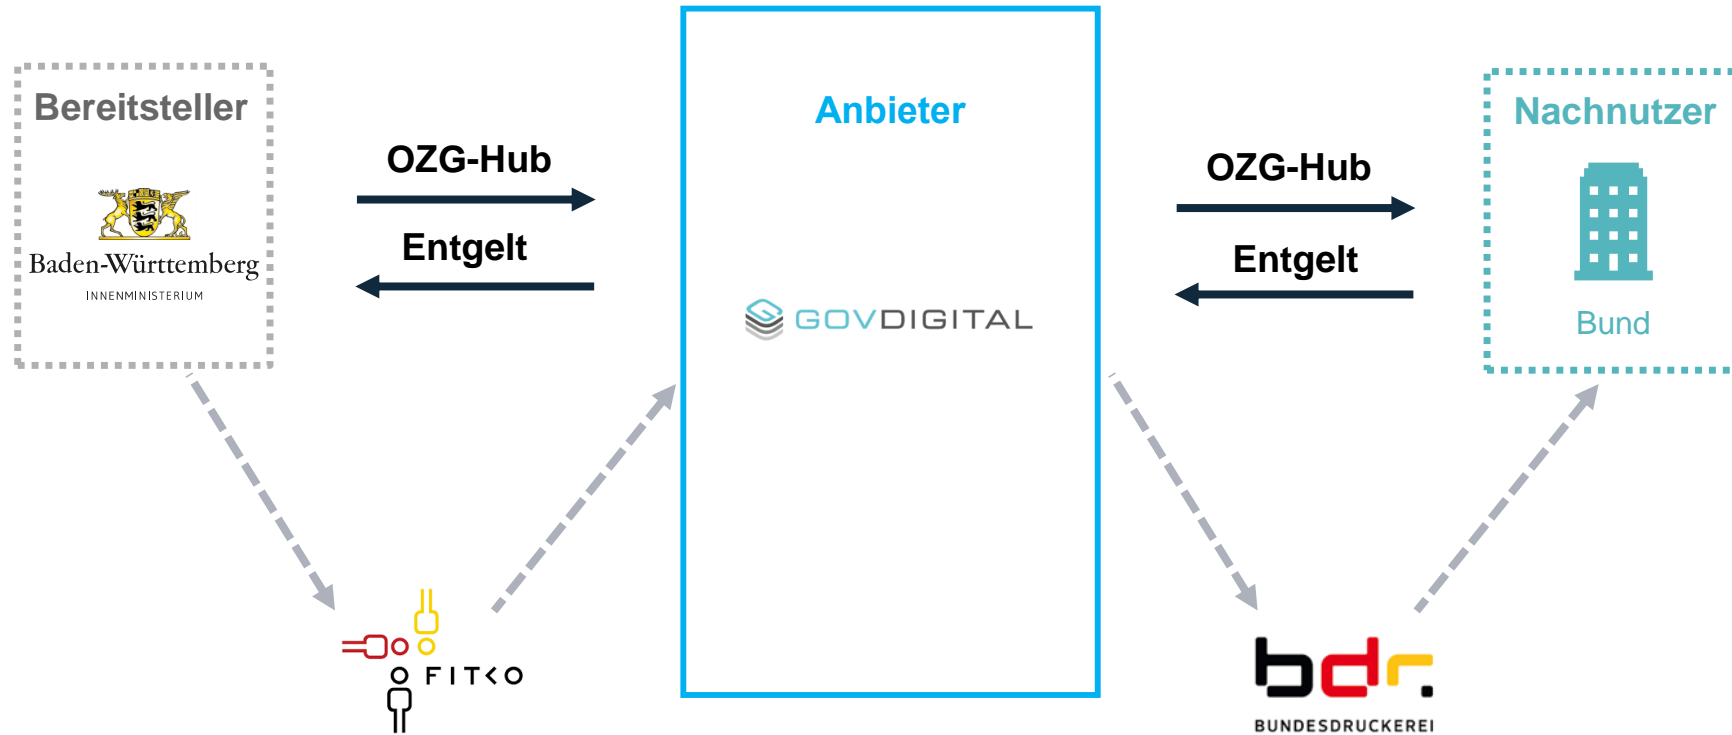 Bereitsteller
Baden-Württemberg
INNENMINISTERIUM
OZG-Hub
Entgelt
Anbieter
GOVDIGITAL
OZG-Hub
Entgelt
Nachnutzer
Bund
FITKO
bdr.
BUNDESDRUCKEREI